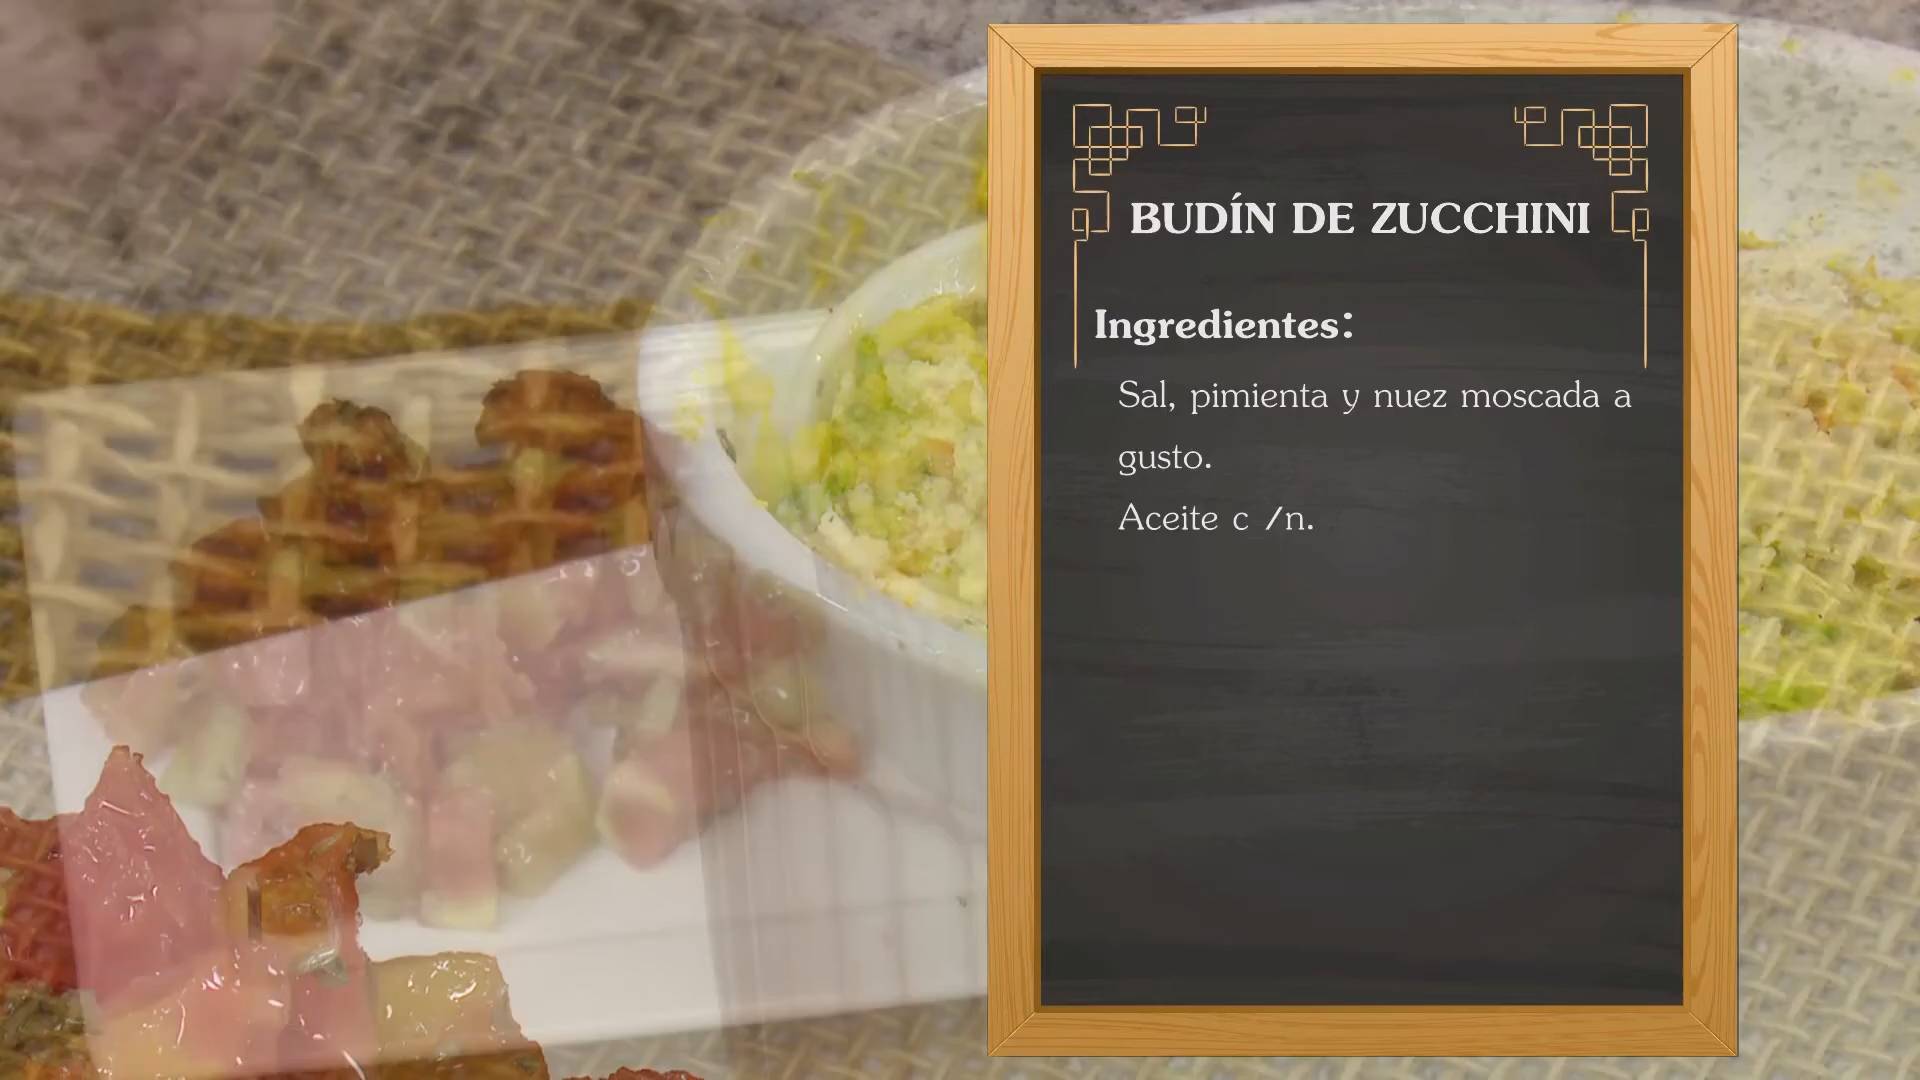 BUDÍN DE ZUCCHINI
Ingredientes:
Sal, pimienta y nuez moscada a
gusto.
Aceite c /n.